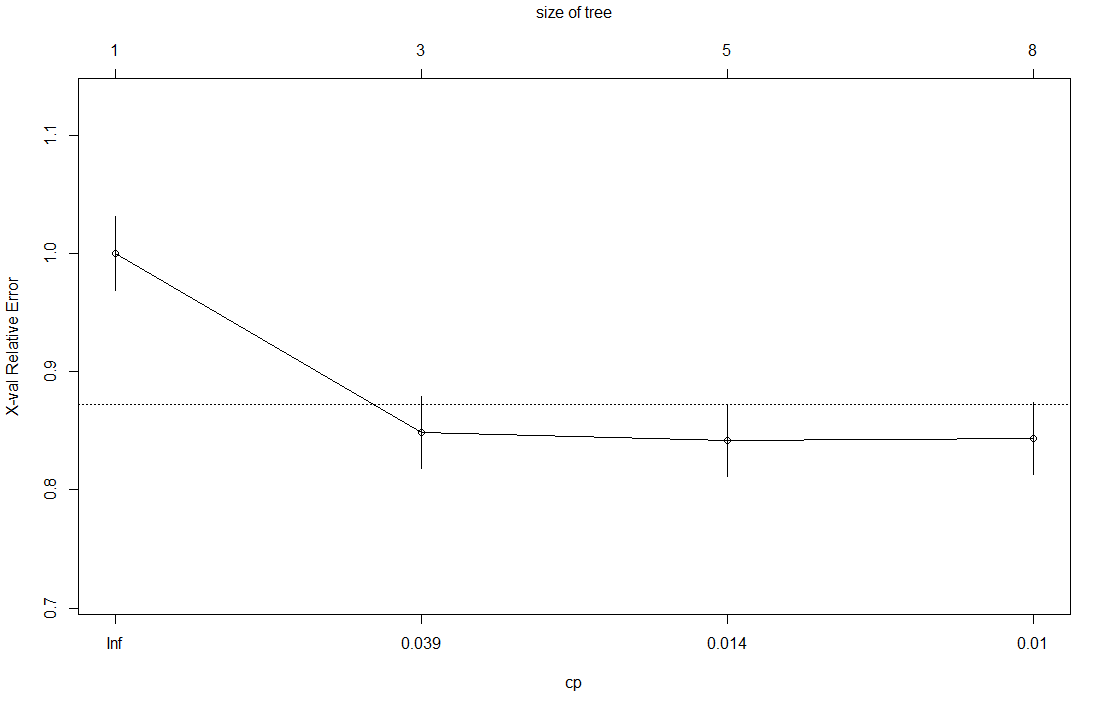 size of tree
1 3 5 8
X-val Relative Error
1.1
1.0
0.9
0.8
0.7
Inf 0.039 0.014 0.01
cp